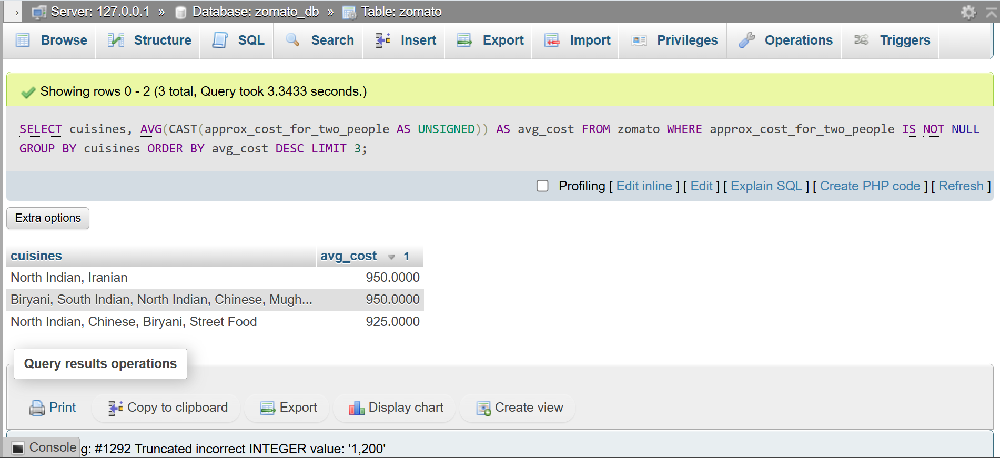 Server: 127.0.0.1 » Database: zomato_db » Table: zomato
Browse Structure SQL Search Insert Export Import Privileges Operations Triggers
Showing rows 0 - 2 (3 total, Query took 3.3433 seconds.)
SELECT cuisines, AVG(CAST(approx_cost_for_two_people AS UNSIGNED)) AS avg_cost FROM zomato WHERE approx_cost_for_two_people IS NOT NULL
GROUP BY cuisines ORDER BY avg_cost DESC LIMIT 3;
Profiling [ Edit inline ] [ Edit ] [ Explain SQL ] [ Create PHP code ] [ Refresh ]
Extra options
cuisines avg_cost 1
North Indian, Iranian 950.0000
Biryani, South Indian, North Indian, Chinese, Mugh... 950.0000
North Indian, Chinese, Biryani, Street Food 925.0000
Query results operations
Print Copy to clipboard Export Display chart Create view
Console g: #1292 Truncated incorrect INTEGER value: '1,200'